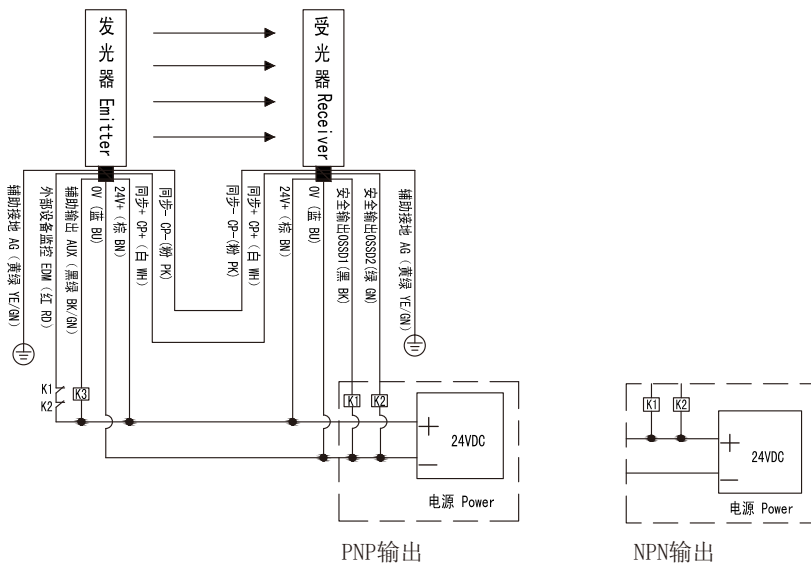 发光器 Emitter
受光器 Receiver
辅助接地 AG（黄绿 YE/GN）
外部设备监控 EDM（红 RD）
辅助输出 AUX（黑绿 BK/GN）
0V（蓝 BU）
24V+（棕 BN）
同步+ CP+（白 WH）
同步- CP-(粉 PK)
同步- CP-(粉 PK)
同步+ CP+（白 WH）
24V+（棕 BN）
0V（蓝 BU）
安全输出OSSD1(黑 BK)
安全输出OSSD2(绿 GN)
辅助接地 AG（黄绿 YE/GN）
K1
K2
K3
K1
K2
+
24VDC
−
电源 Power
PNP输出
K1
K2
+
24VDC
−
电源 Power
NPN输出